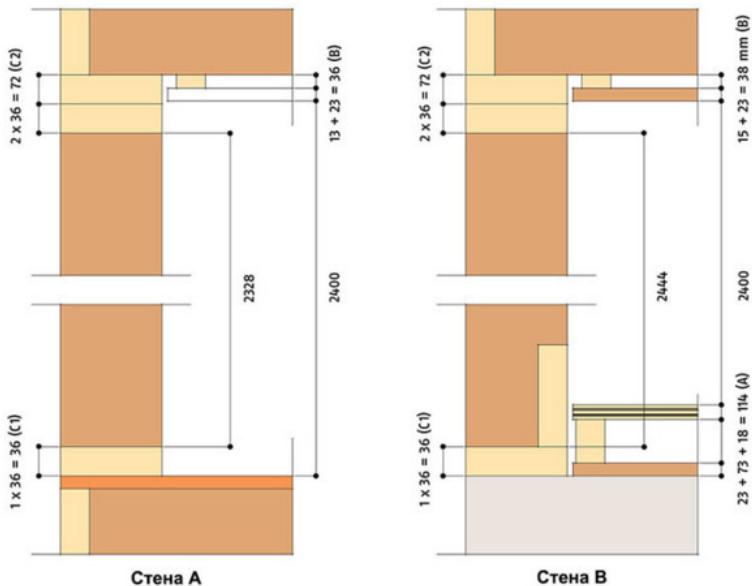 2 x 36 = 72 (C2)
13 + 23 = 36 (B)
2328
2400
1 x 36 = 36 (C1)
Стена А
2 x 36 = 72 (C2)
15 + 23 = 38 mm (B)
2444
2400
1 x 36 = 36 (C1)
23 + 73 + 18 = 114 (A)
Стена В